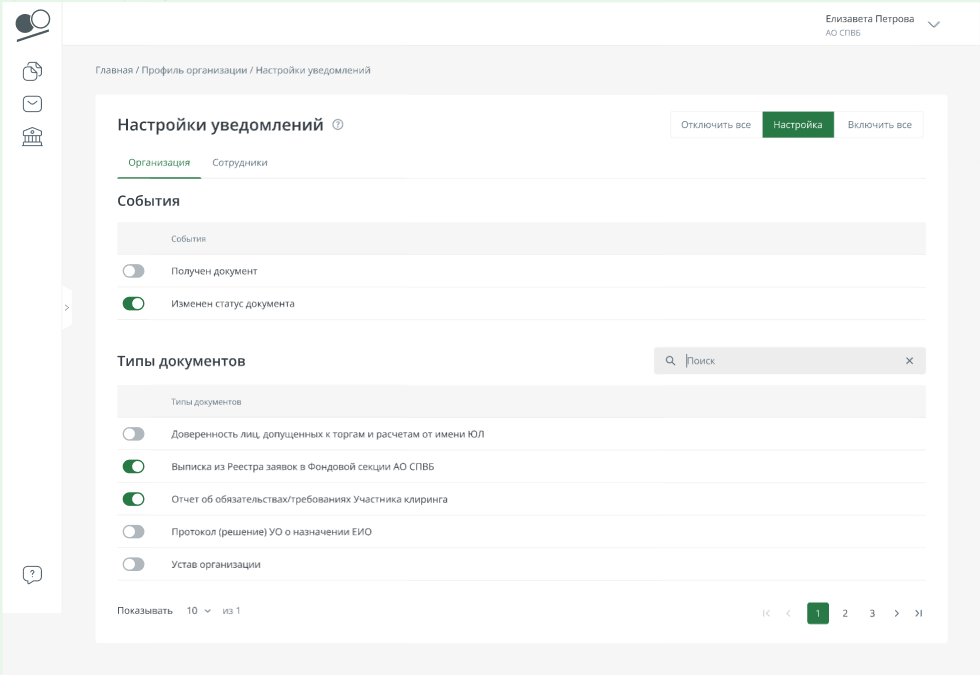 Елизавета Петрова
АО СПВБ
Главная / Профиль организации / Настройки уведомлений
Настройки уведомлений ?
Отключить все Настройка Включить все
Организация Сотрудники
События
События
Получен документ
Изменен статус документа
Типы документов
Поиск
Типы документов
Доверенность лиц, допущенных к торгам и расчетам от имени ЮЛ
Выписка из Реестра заявок в Фондовой секции АО СПВБ
Отчет об обязательствах/требованиях Участника клиринга
Протокол (решение) УО о назначении ЕИО
Устав организации
?
Показывать 10 из 1
1 2 3